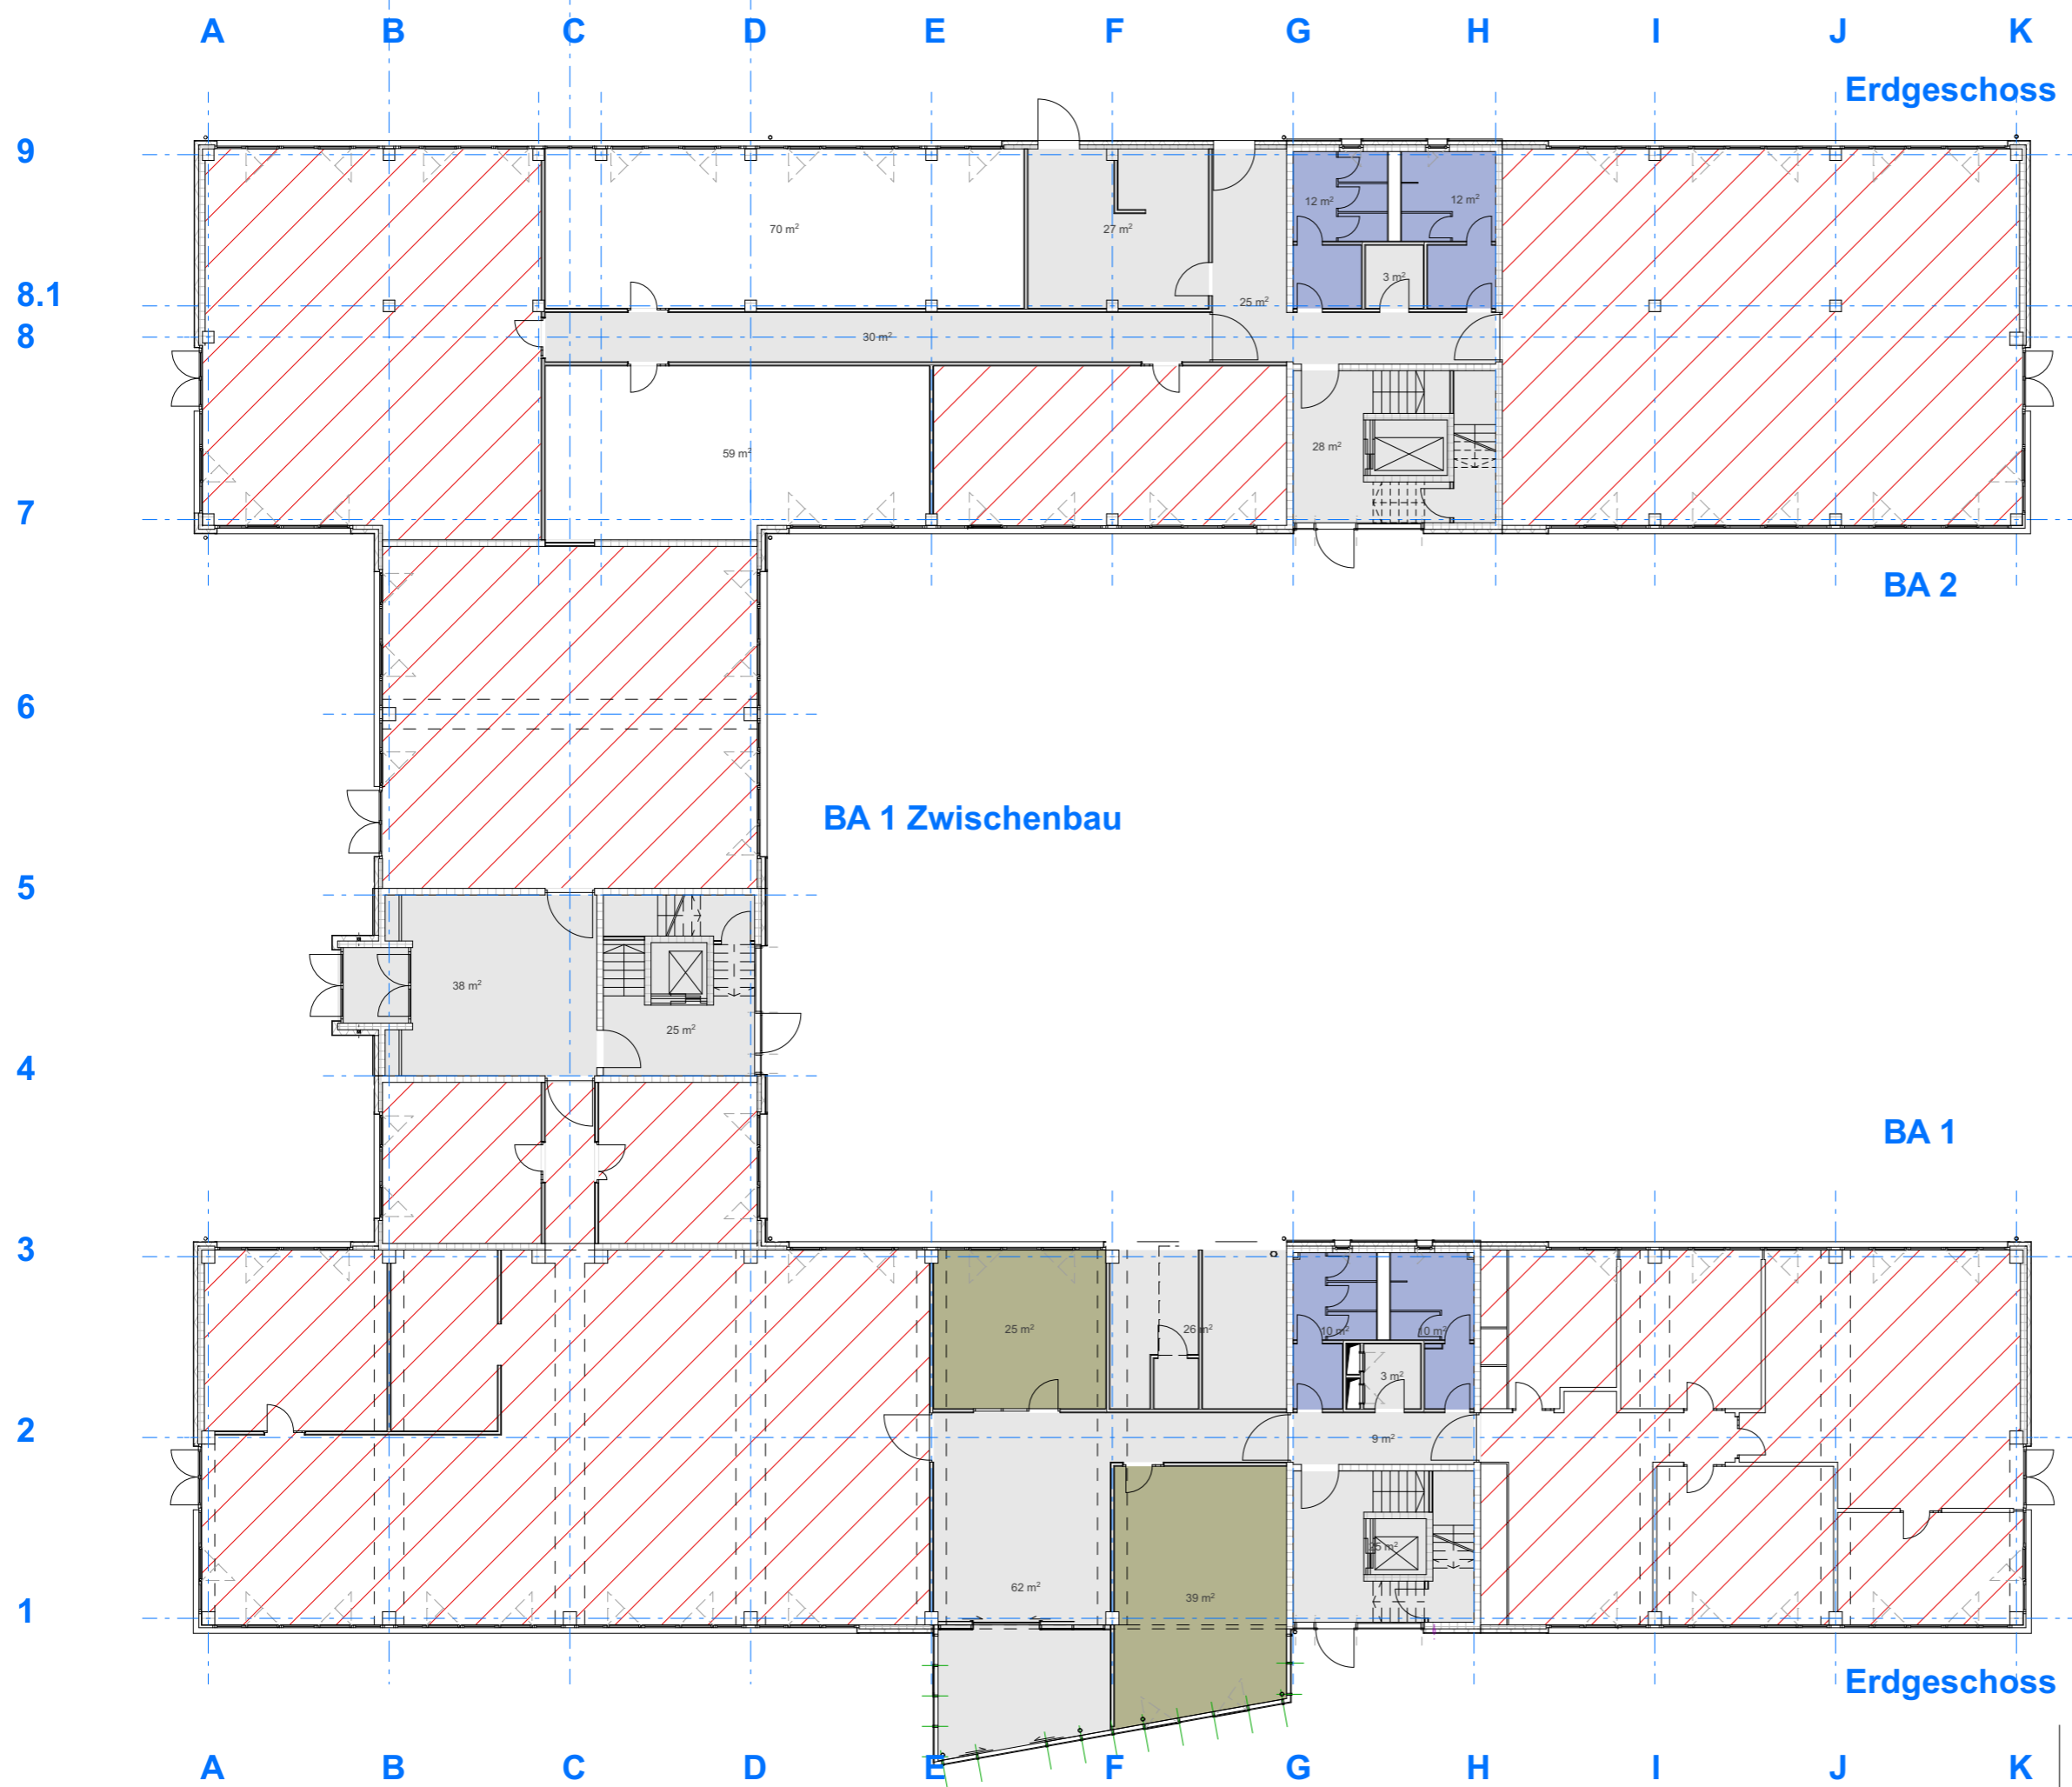 A B C D E F G H I J K
Erdgeschoss
9
12 m²
12 m²
70 m²
27 m²
3 m²
8.1
25 m²
8
30 m²
28 m²
59 m²
7
BA 2
6
BA 1 Zwischenbau
5
38 m²
25 m²
4
BA 1
3
25 m²
26 m²
10 m²
10 m²
3 m²
2
9 m²
25 m²
62 m²
39 m²
1
Erdgeschoss
A B C D E F G H I J K